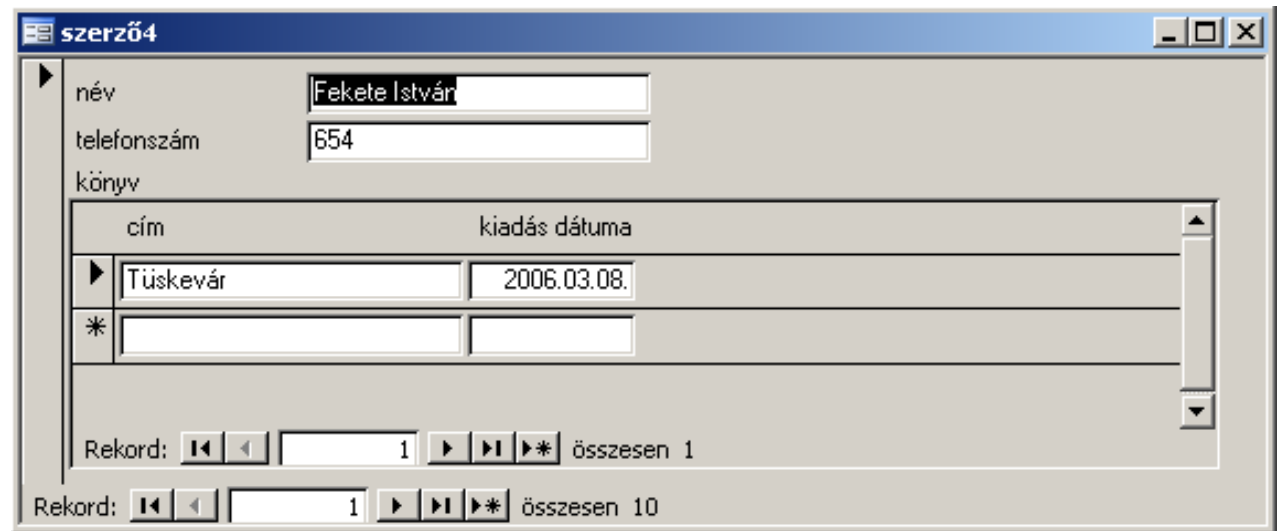 szerző4
név Fekete István
telefonszám 654
könyv
cím kiadás dátuma
Tüskevár 2006.03.08.
Rekord: 1 összesen 1
Rekord: 1 összesen 10